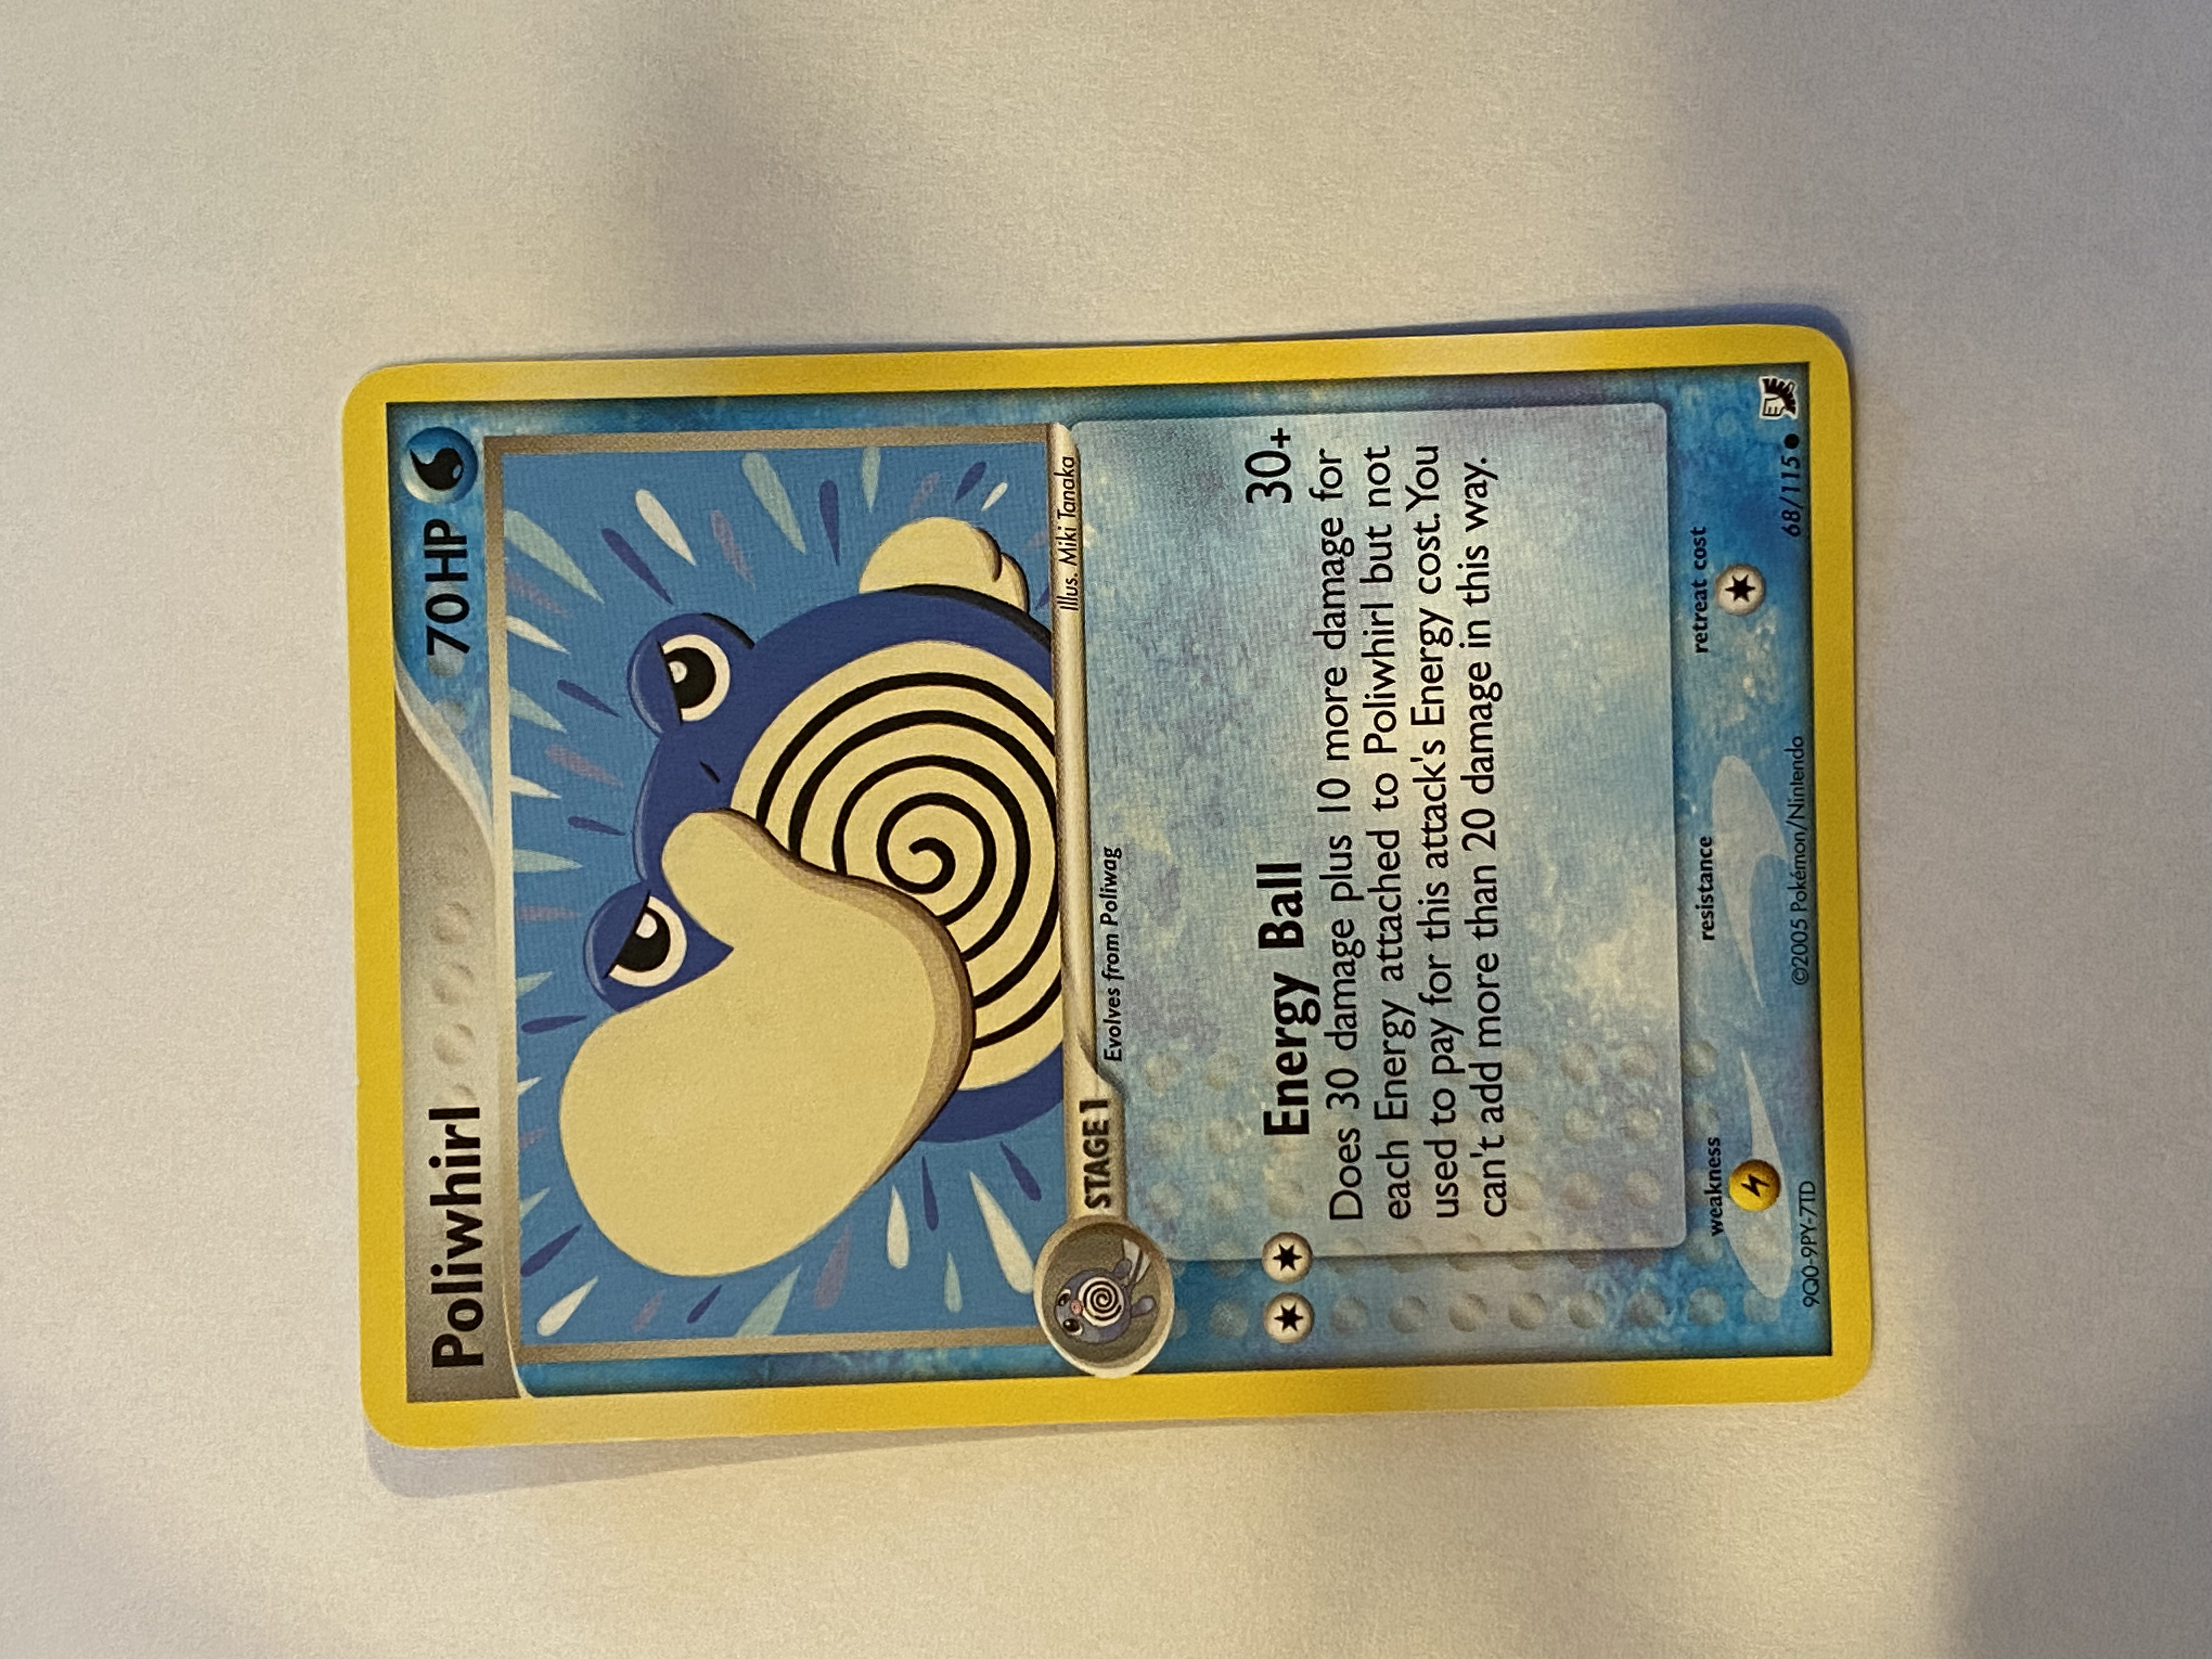 Poliwhirl
70 HP
Illus. Miki Tanaka
STAGE 1
Evolves from Poliwag
Energy Ball 30+
Does 30 damage plus 10 more damage for
each Energy attached to Poliwhirl but not
used to pay for this attack's Energy cost. You
can't add more than 20 damage in this way.
weakness resistance retreat cost
9Q0-9PY-7TD ©2005 Pokémon/Nintendo 68/115
EX